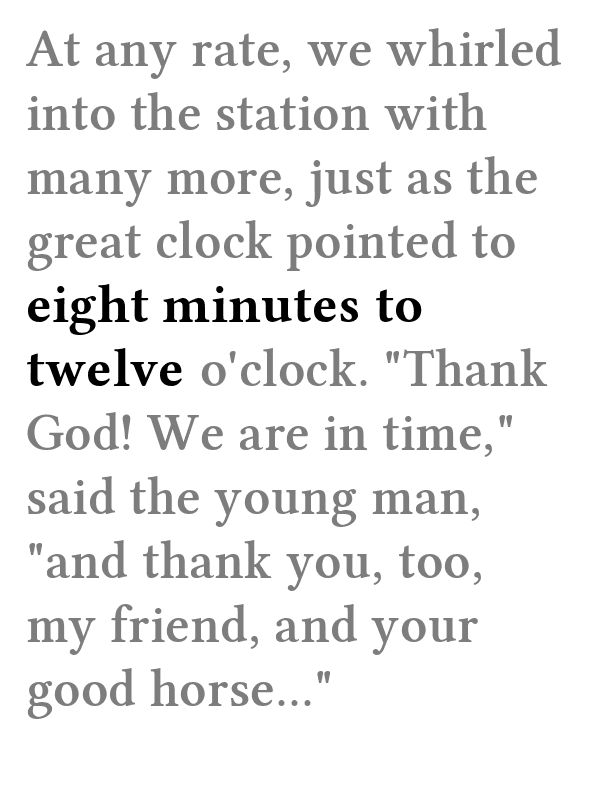 At any rate, we whirled
into the station with
many more, just as the
great clock pointed to
eight minutes to
twelve o'clock. "Thank
God! We are in time,"
said the young man,
"and thank you, too,
my friend, and your
good horse..."